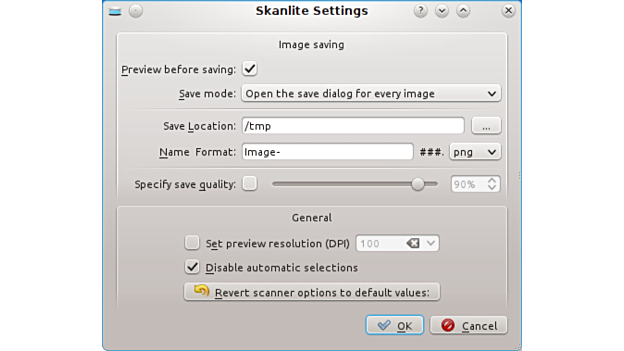 Skanlite Settings
Image saving
Preview before saving:
Save mode: Open the save dialog for every image
Save Location: /tmp ...
Name Format: Image- ###. png
Specify save quality: 90%
General
Set preview resolution (DPI) 100
Disable automatic selections
Revert scanner options to default values:
OK Cancel